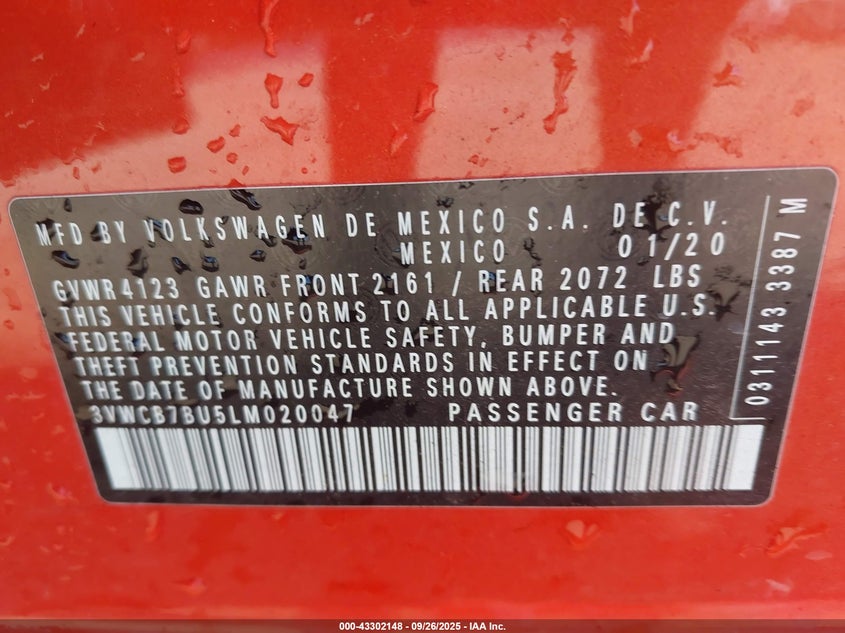 MFD BY VOLKSWAGEN DE MEXICO S.A. DE C.V.
MEXICO 01/20
GVWR 4123 GAWR FRONT 2161 / REAR 2072 LBS
THIS VEHICLE CONFORMS TO ALL APPLICABLE U.S.
FEDERAL MOTOR VEHICLE SAFETY, BUMPER AND
THEFT PREVENTION STANDARDS IN EFFECT ON
THE DATE OF MANUFACTURE SHOWN ABOVE.
3VWCB7BU5LM020047 PASSENGER CAR
0311143 3387 M
000-43302148 - 09/26/2025 - IAA Inc.